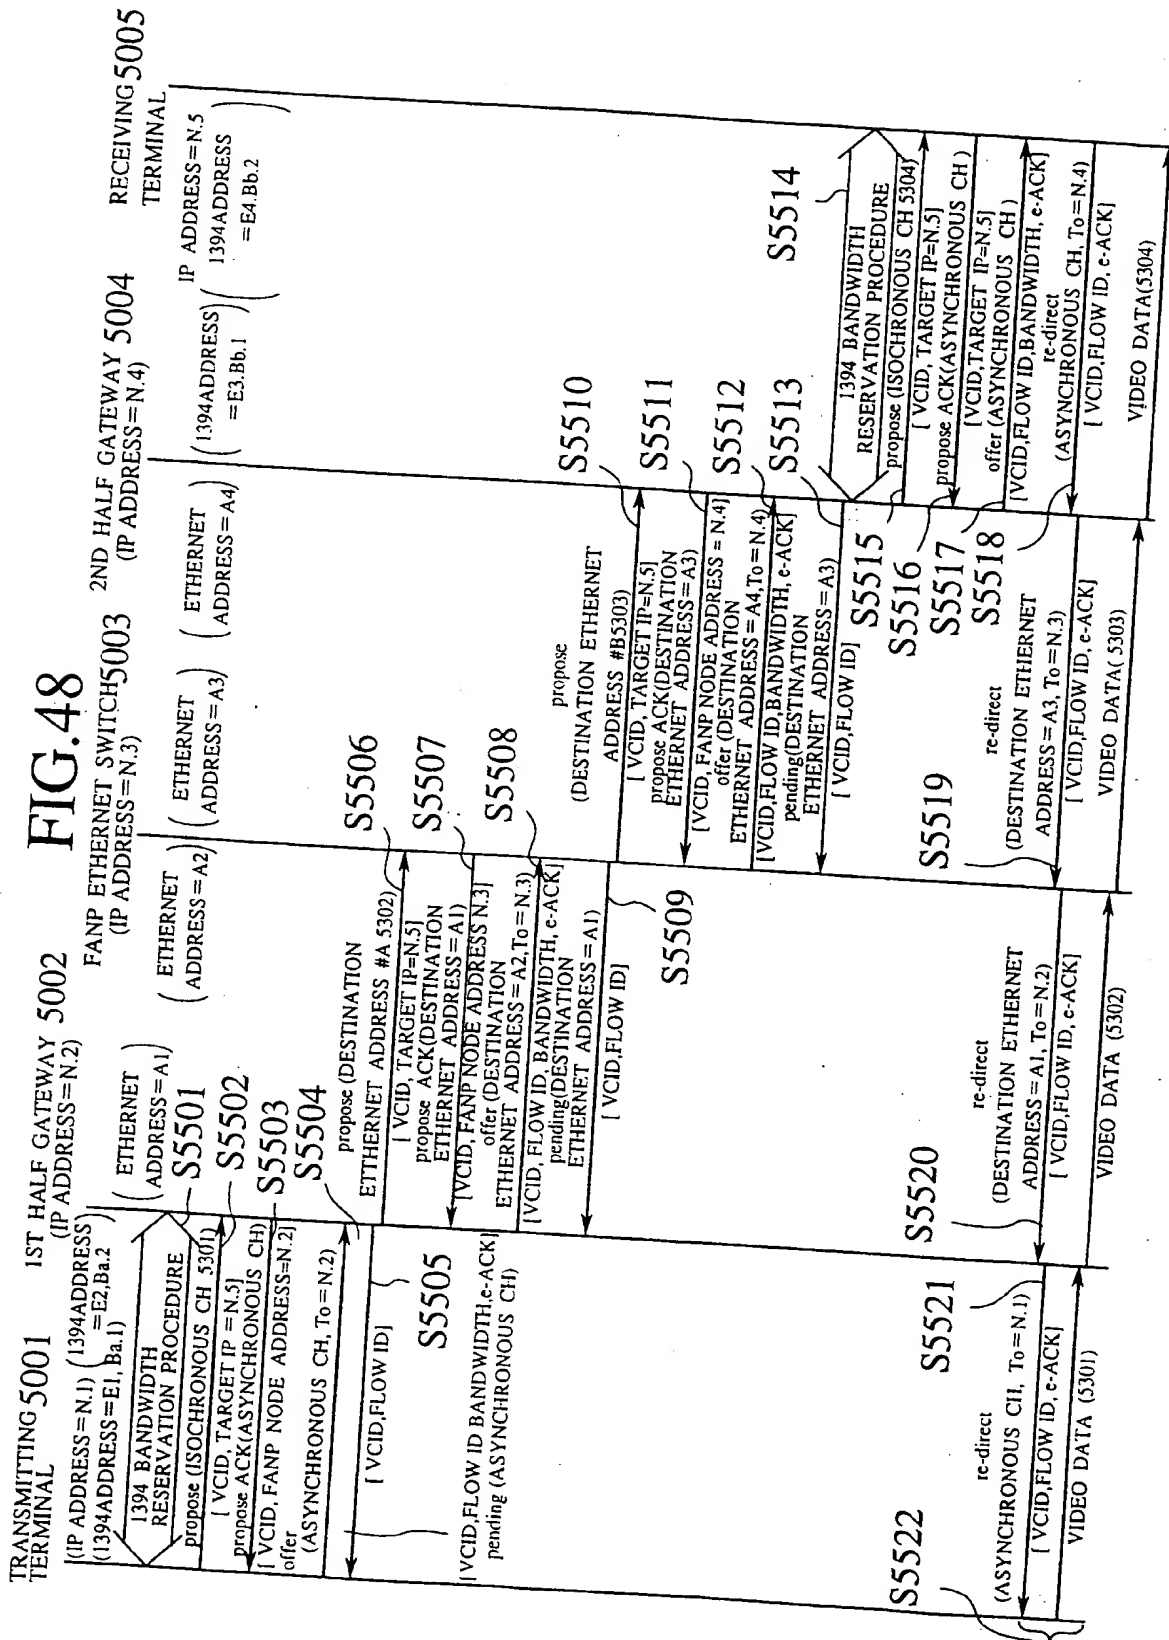 FIG.48
TRANSMITTING 5001
TERMINAL
(IP ADDRESS=N.1)
(1394ADDRESS=E1, Ba.1)
1ST HALF GATEWAY 5002
(IP ADDRESS=N.2)
(1394ADDRESS)
=E2,Ba.2
(ETHERNET
ADDRESS=A1)
FANP ETHERNET SWITCH 5003
(IP ADDRESS=N.3)
(ETHERNET
ADDRESS=A2)
(ETHERNET
ADDRESS=A3)
2ND HALF GATEWAY 5004
(IP ADDRESS=N.4)
(ETHERNET
ADDRESS=A4)
(1394ADDRESS)
=E3.Bb.1
RECEIVING 5005
TERMINAL
IP ADDRESS=N.5
1394ADDRESS
=E4.Bb.2
1394 BANDWIDTH
RESERVATION PROCEDURE
S5501
propose (ISOCHRONOUS CH 5301)
S5502
[ VCID, TARGET IP =N.5]
propose ACK(ASYNCHRONOUS CH)
S5503
[ VCID, FANP NODE ADDRESS=N.2]
offer
S5504
(ASYNCHRONOUS CH, To=N.2)
[ VCID,FLOW ID]
S5505
[VCID,FLOW ID BANDWIDTH,e-ACK]
pending (ASYNCHRONOUS CH)
propose (DESTINATION
ETTHERNET ADDRESS #A 5302)
S5506
[ VCID, TARGET IP=N.5]
propose ACK(DESTINATION
ETHERNET ADDRESS=A1)
S5507
[VCID, FANP NODE ADDRESS N.3]
offer (DESTINATION
ETHERNET ADDRESS=A2,To=N.3)
S5508
[VCID, FLOW ID, BANDWIDTH, e-ACK]
pending(DESTINATION
ETHERNET ADDRESS=A1)
[ VCID,FLOW ID]
S5509
propose
(DESTINATION ETHERNET
ADDRESS #B5303)
S5510
[ VCID, TARGET IP=N.5]
propose ACK(DESTINATION
ETHERNET ADDRESS=A3)
S5511
[VCID, FANP NODE ADDRESS = N.4]
offer (DESTINATION
ETHERNET ADDRESS=A4,To=N.4)
S5512
[VCID,FLOW ID,BANDWIDTH, e-ACK]
pending(DESTINATION
ETHERNET ADDRESS=A3)
S5513
[ VCID,FLOW ID]
S5514
1394 BANDWIDTH
RESERVATION PROCEDURE
S5515
propose (ISOCHRONOUS CH 5304)
[ VCID, TARGET IP=N.5]
S5516
propose ACK(ASYNCHRONOUS CH)
[VCID,TARGET IP=N.5]
S5517
offer (ASYNCHRONOUS CH )
[VCID,FLOW ID,BANDWIDTH, e-ACK]
S5518
re-direct
(ASYNCHRONOUS CH, To=N.4)
[ VCID,FLOW ID, e-ACK]
VIDEO DATA(5304)
S5519
re-direct
(DESTINATION ETHERNET
ADDRESS=A3, To=N.3)
[ VCID,FLOW ID, e-ACK]
VIDEO DATA( 5303)
S5520
re-direct
(DESTINATION ETHERNET
ADDRESS=A1, To=N.2)
[ VCID,FLOW ID, e-ACK]
VIDEO DATA (5302)
S5521
re-direct
(ASYNCHRONOUS CH, To=N.1)
[ VCID,FLOW ID, e-ACK]
VIDEO DATA (5301)
S5522